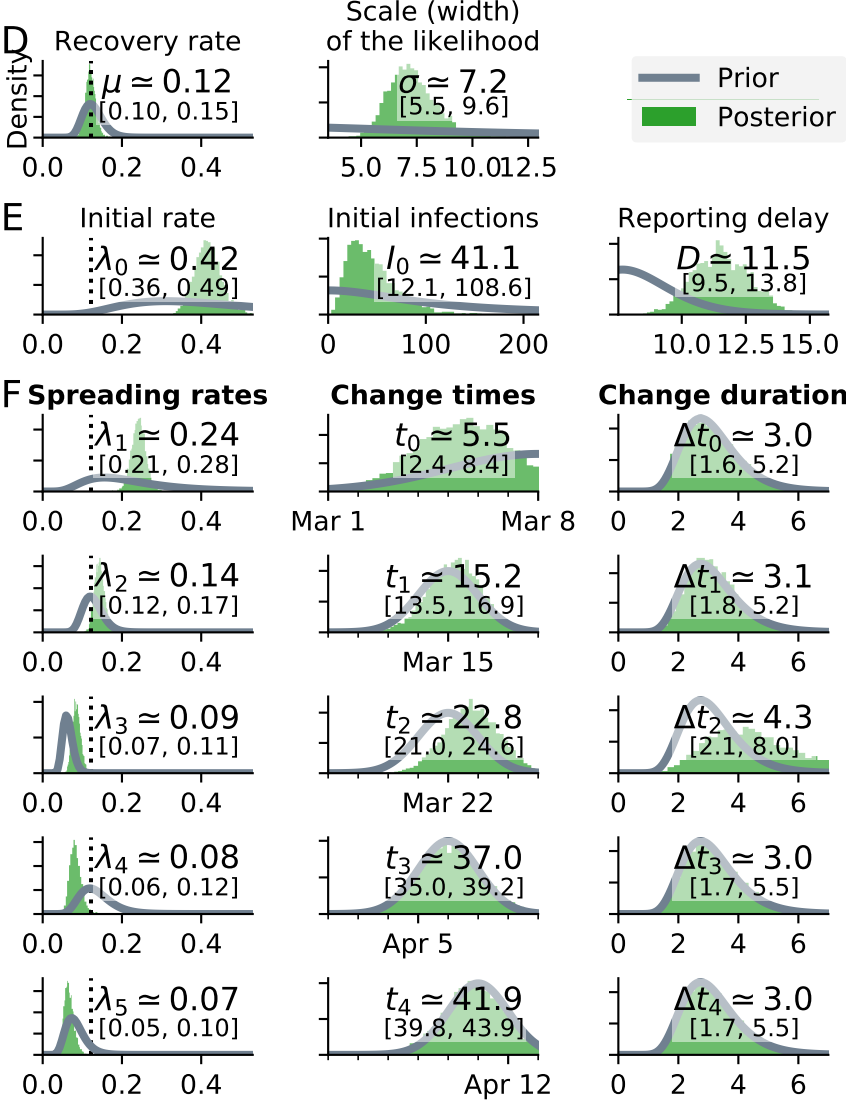 D
Recovery rate
Scale (width)
of the likelihood
Density
μ ≃ 0.12
[0.10, 0.15]
σ ≃ 7.2
[5.5, 9.6]
Prior
Posterior
0.0 0.2 0.4
5.0 7.5 10.0 12.5
E
Initial rate
Initial infections
Reporting delay
λ0 ≃ 0.42
[0.36, 0.49]
I0 ≃ 41.1
[12.1, 108.6]
D ≃ 11.5
[9.5, 13.8]
0.0 0.2 0.4
0 100 200
10.0 12.5 15.0
F
Spreading rates
Change times
Change duration
λ1 ≃ 0.24
[0.21, 0.28]
t0 ≃ 5.5
[2.4, 8.4]
Δt0 ≃ 3.0
[1.6, 5.2]
0.0 0.2 0.4
Mar 1 Mar 8
0 2 4 6
λ2 ≃ 0.14
[0.12, 0.17]
t1 ≃ 15.2
[13.5, 16.9]
Δt1 ≃ 3.1
[1.8, 5.2]
0.0 0.2 0.4
Mar 15
0 2 4 6
λ3 ≃ 0.09
[0.07, 0.11]
t2 ≃ 22.8
[21.0, 24.6]
Δt2 ≃ 4.3
[2.1, 8.0]
0.0 0.2 0.4
Mar 22
0 2 4 6
λ4 ≃ 0.08
[0.06, 0.12]
t3 ≃ 37.0
[35.0, 39.2]
Δt3 ≃ 3.0
[1.7, 5.5]
0.0 0.2 0.4
Apr 5
0 2 4 6
λ5 ≃ 0.07
[0.05, 0.10]
t4 ≃ 41.9
[39.8, 43.9]
Δt4 ≃ 3.0
[1.7, 5.5]
0.0 0.2 0.4
Apr 12
0 2 4 6